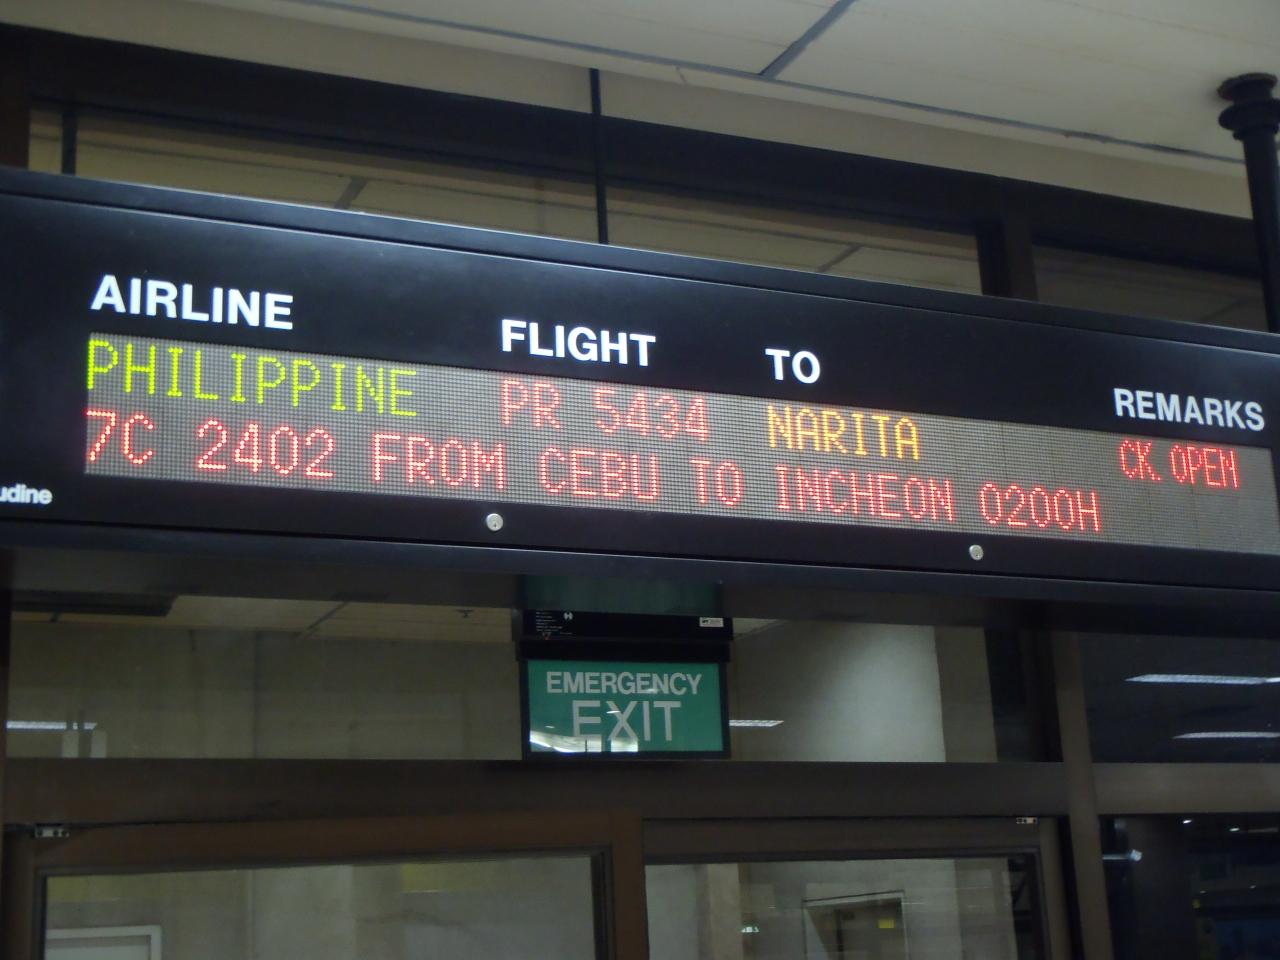 AIRLINE FLIGHT TO REMARKS
PHILIPPINE PR 5434 NARITA CK. OPEN
7C 2402 FROM CEBU TO INCHEON 0200H
udine
EMERGENCY
EXIT